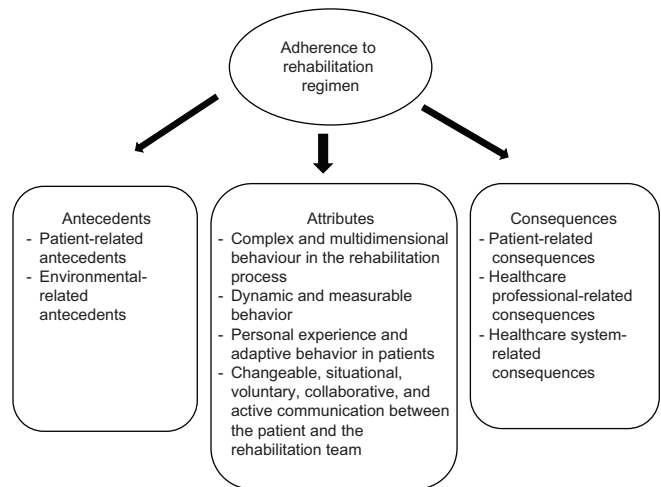 Adherence to
rehabilitation
regimen
Antecedents
- Patient-related
antecedents
- Environmental-
related
antecedents
Attributes
- Complex and multidimensional
behaviour in the rehabilitation
process
- Dynamic and measurable
behavior
- Personal experience and
adaptive behavior in patients
- Changeable, situational,
voluntary, collaborative, and
active communication between
the patient and the
rehabilitation team
Consequences
- Patient-related
consequences
- Healthcare
professional-related
consequences
- Healthcare system-
related
consequences